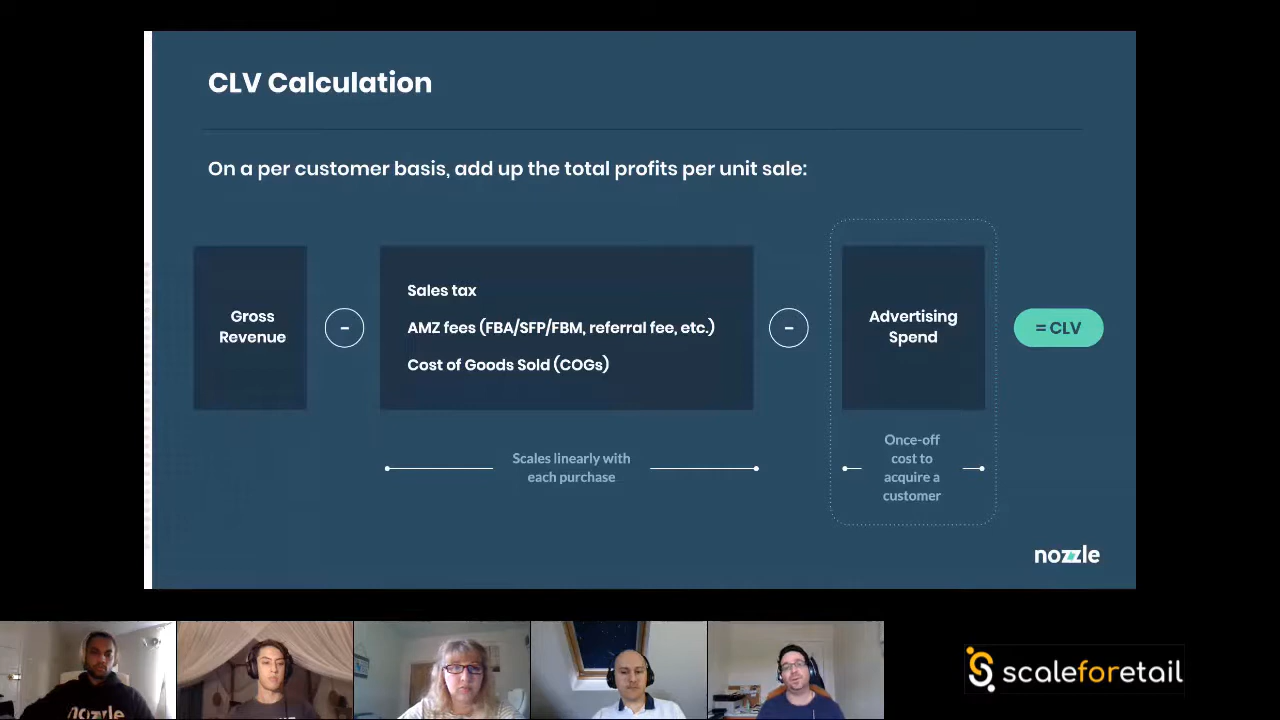 CLV Calculation
On a per customer basis, add up the total profits per unit sale:
Gross
Revenue
-
Sales tax
AMZ fees (FBA/SFP/FBM, referral fee, etc.)
Cost of Goods Sold (COGs)
-
Advertising
Spend
= CLV
Scales linearly with
each purchase
Once-off
cost to
acquire a
customer
nozzle
nozzle
scaleforetail